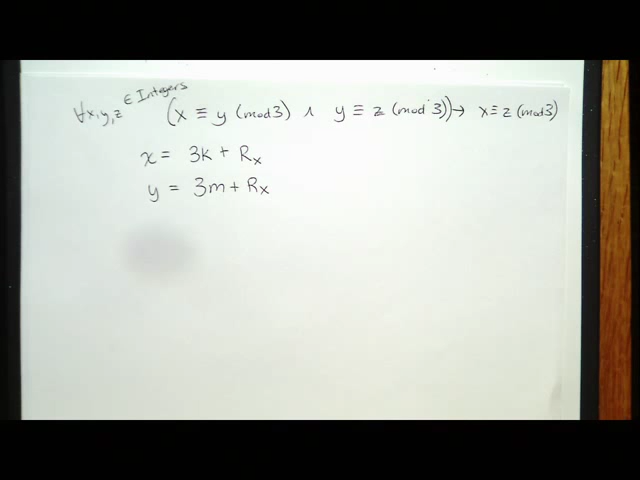 ∀x,y,z ∈ Integers (x ≡ y (mod 3) ∧ y ≡ z (mod 3)) → x ≡ z (mod 3)
x = 3k + Rx
y = 3m + Rx